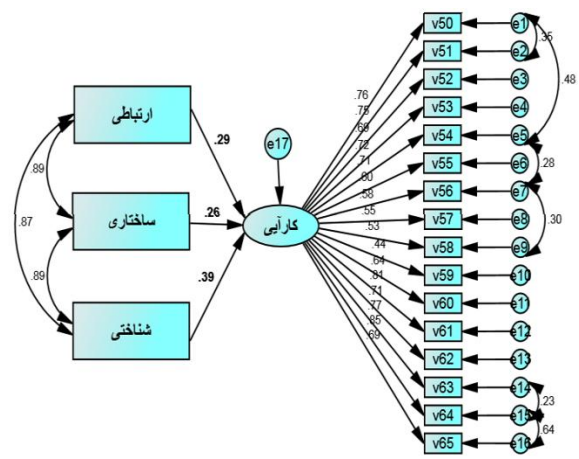 ارتباطی
ساختاری
شناختی
.89
.87
.89
.29
.26
.39
e17
کارآیی
.76
.75
.69
.72
.71
.60
.58
.55
.53
.44
.64
.81
.71
.77
.85
.69
v50
v51
v52
v53
v54
v55
v56
v57
v58
v59
v60
v61
v62
v63
v64
v65
e1
e2
e3
e4
e5
e6
e7
e8
e9
e10
e11
e12
e13
e14
e15
e16
.35
.48
.28
.30
.23
.64